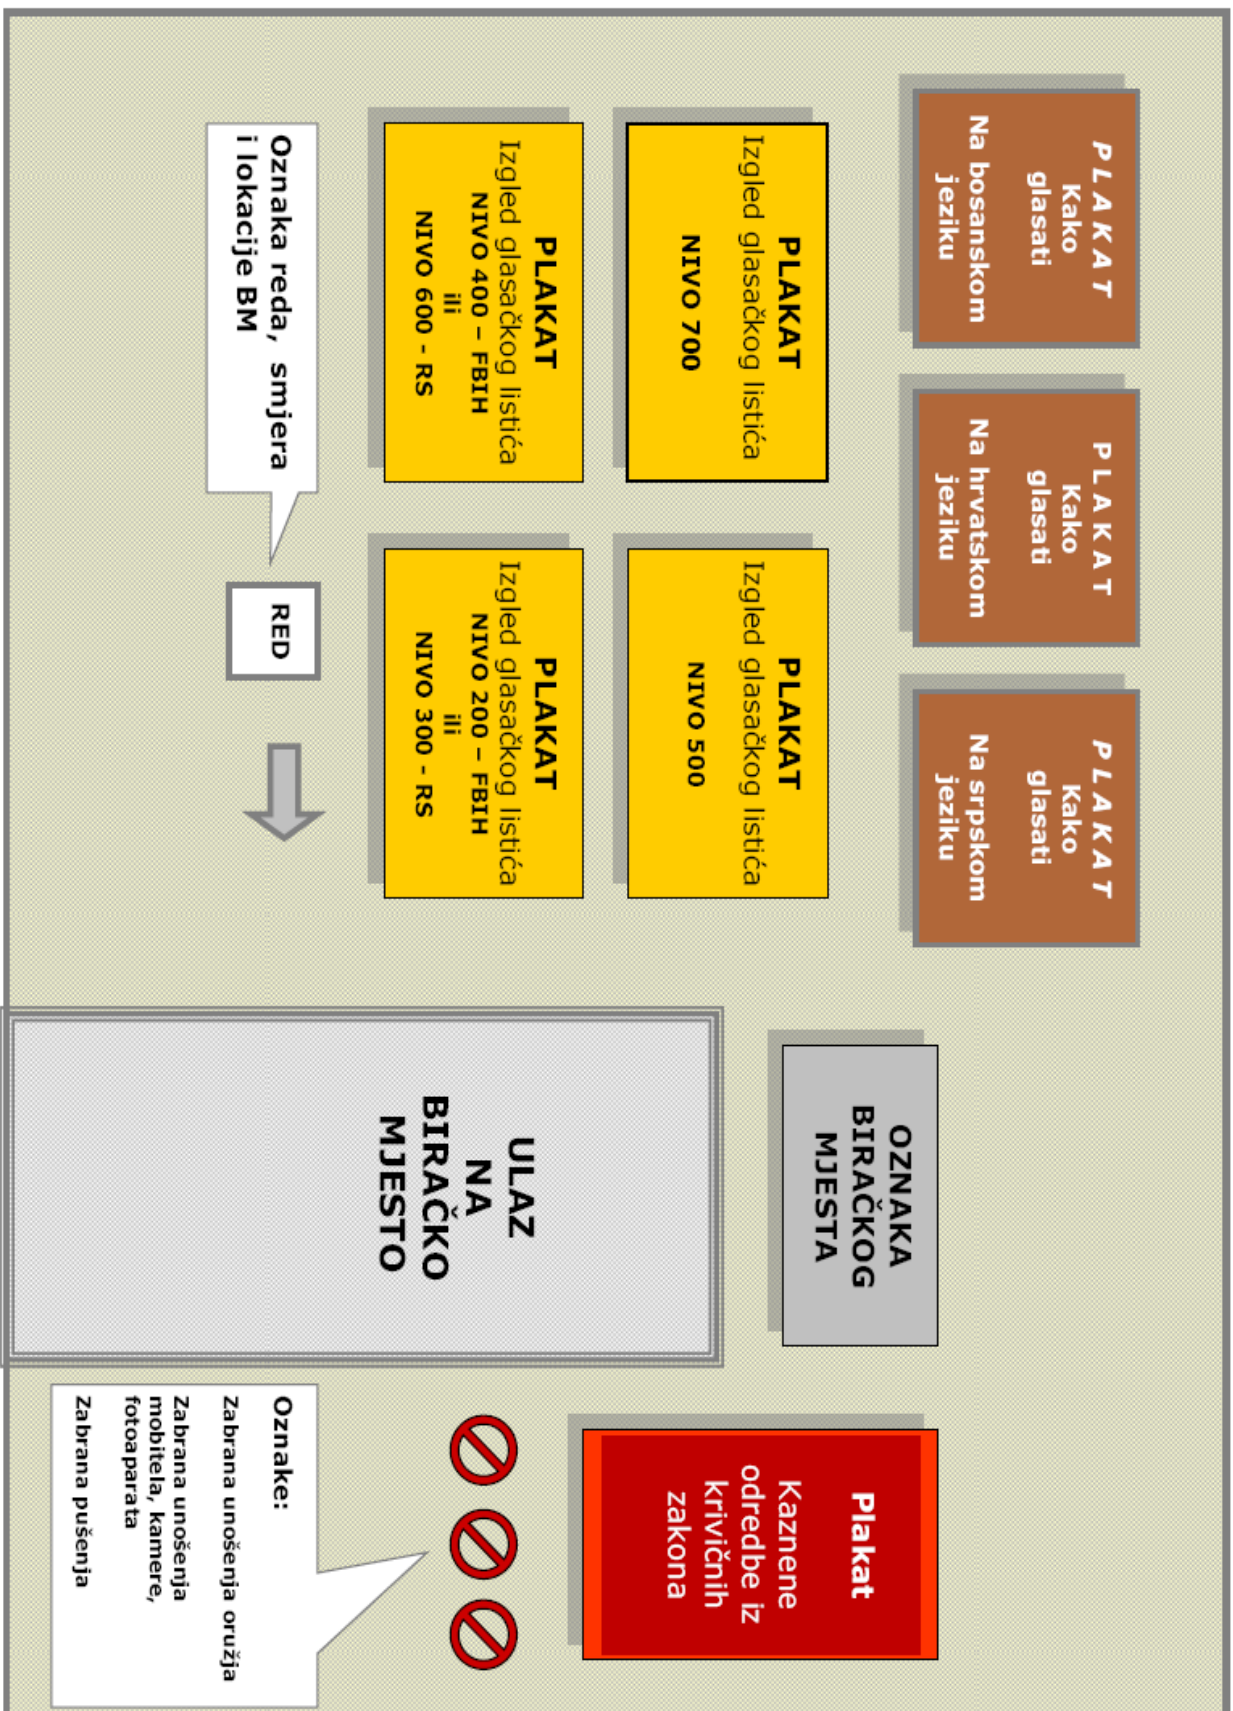 PLAKAT
Kako
glasati
Na bosanskom
jeziku
PLAKAT
Kako
glasati
Na hrvatskom
jeziku
PLAKAT
Kako
glasati
Na srpskom
jeziku
PLAKAT
Izgled glasačkog listića
NIVO 700
PLAKAT
Izgled glasačkog listića
NIVO 500
PLAKAT
Izgled glasačkog listića
NIVO 400 – FBIH
ili
NIVO 600 - RS
PLAKAT
Izgled glasačkog listića
NIVO 200 – FBIH
ili
NIVO 300 - RS
Oznaka reda, smjera
i lokacije BM
RED
OZNAKA
BIRAČKOG
MJESTA
ULAZ
NA
BIRAČKO
MJESTO
Plakat
Kaznene
odredbe iz
krivičnih
zakona
Oznake:
Zabrana unošenja oružja
Zabrana unošenja
mobitela, kamere,
fotoaparata
Zabrana pušenja